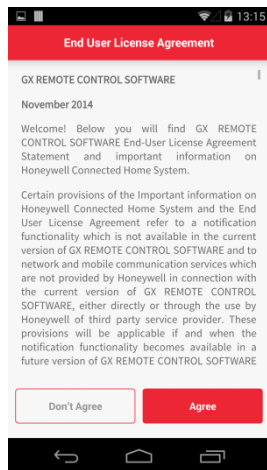 13:15
End User License Agreement
GX REMOTE CONTROL SOFTWARE
November 2014
Welcome! Below you will find GX REMOTE
CONTROL SOFTWARE End-User License Agreement
Statement and important information on
Honeywell Connected Home System.
Certain provisions of the Important information on
Honeywell Connected Home System and the End
User License Agreement refer to a notification
functionality which is not available in the current
version of GX REMOTE CONTROL SOFTWARE and to
network and mobile communication services which
are not provided by Honeywell in connection with
the current version of GX REMOTE CONTROL
SOFTWARE, either directly or through the use by
Honeywell of third party service provider. These
provisions will be applicable if and when the
notification functionality becomes available in a
future version of GX REMOTE CONTROL SOFTWARE
Don't Agree
Agree